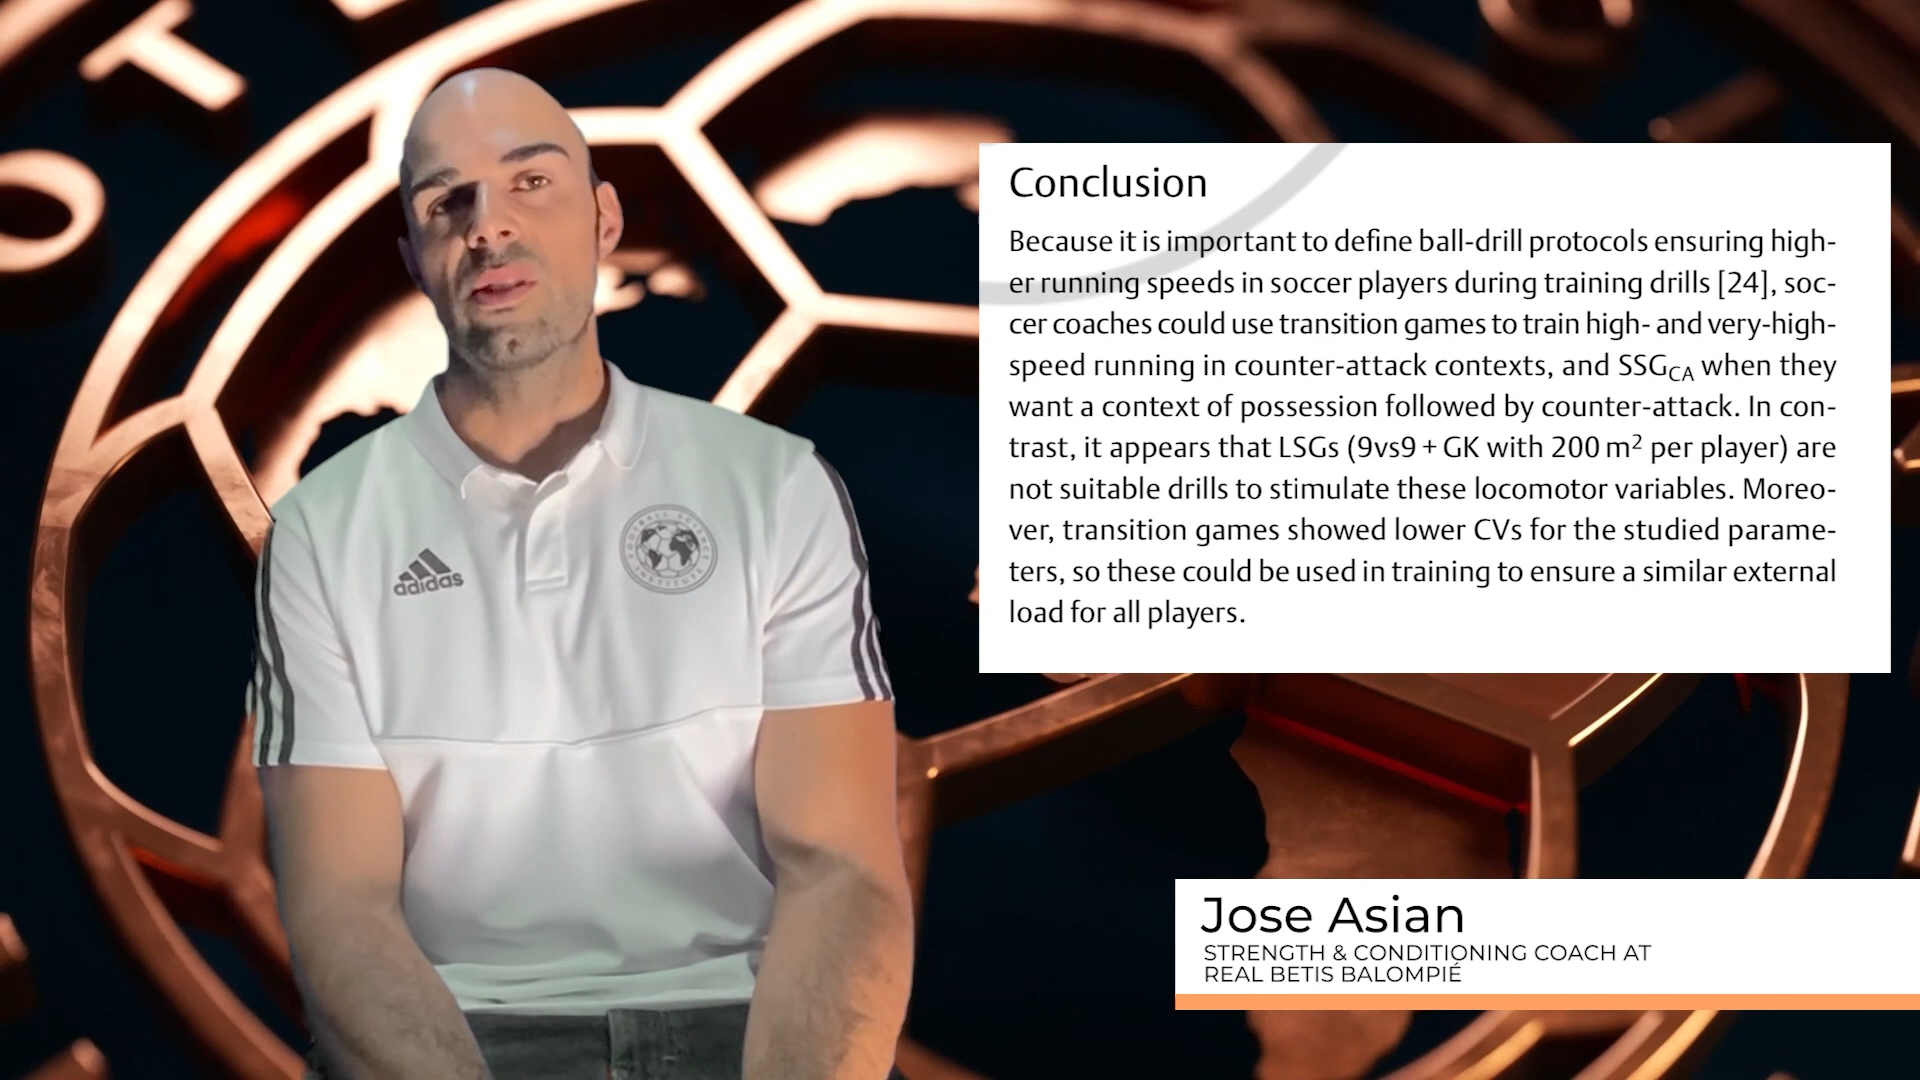 Conclusion
Because it is important to define ball-drill protocols ensuring high-
er running speeds in soccer players during training drills [24], soc-
cer coaches could use transition games to train high- and very-high-
speed running in counter-attack contexts, and SSGCA when they
want a context of possession followed by counter-attack. In con-
trast, it appears that LSGs (9vs9 + GK with 200 m² per player) are
not suitable drills to stimulate these locomotor variables. Moreo-
ver, transition games showed lower CVs for the studied parame-
ters, so these could be used in training to ensure a similar external
load for all players.
adidas
FOOTBALL SCIENCE
INSTITUTE
Jose Asian
STRENGTH & CONDITIONING COACH AT
REAL BETIS BALOMPIÉ